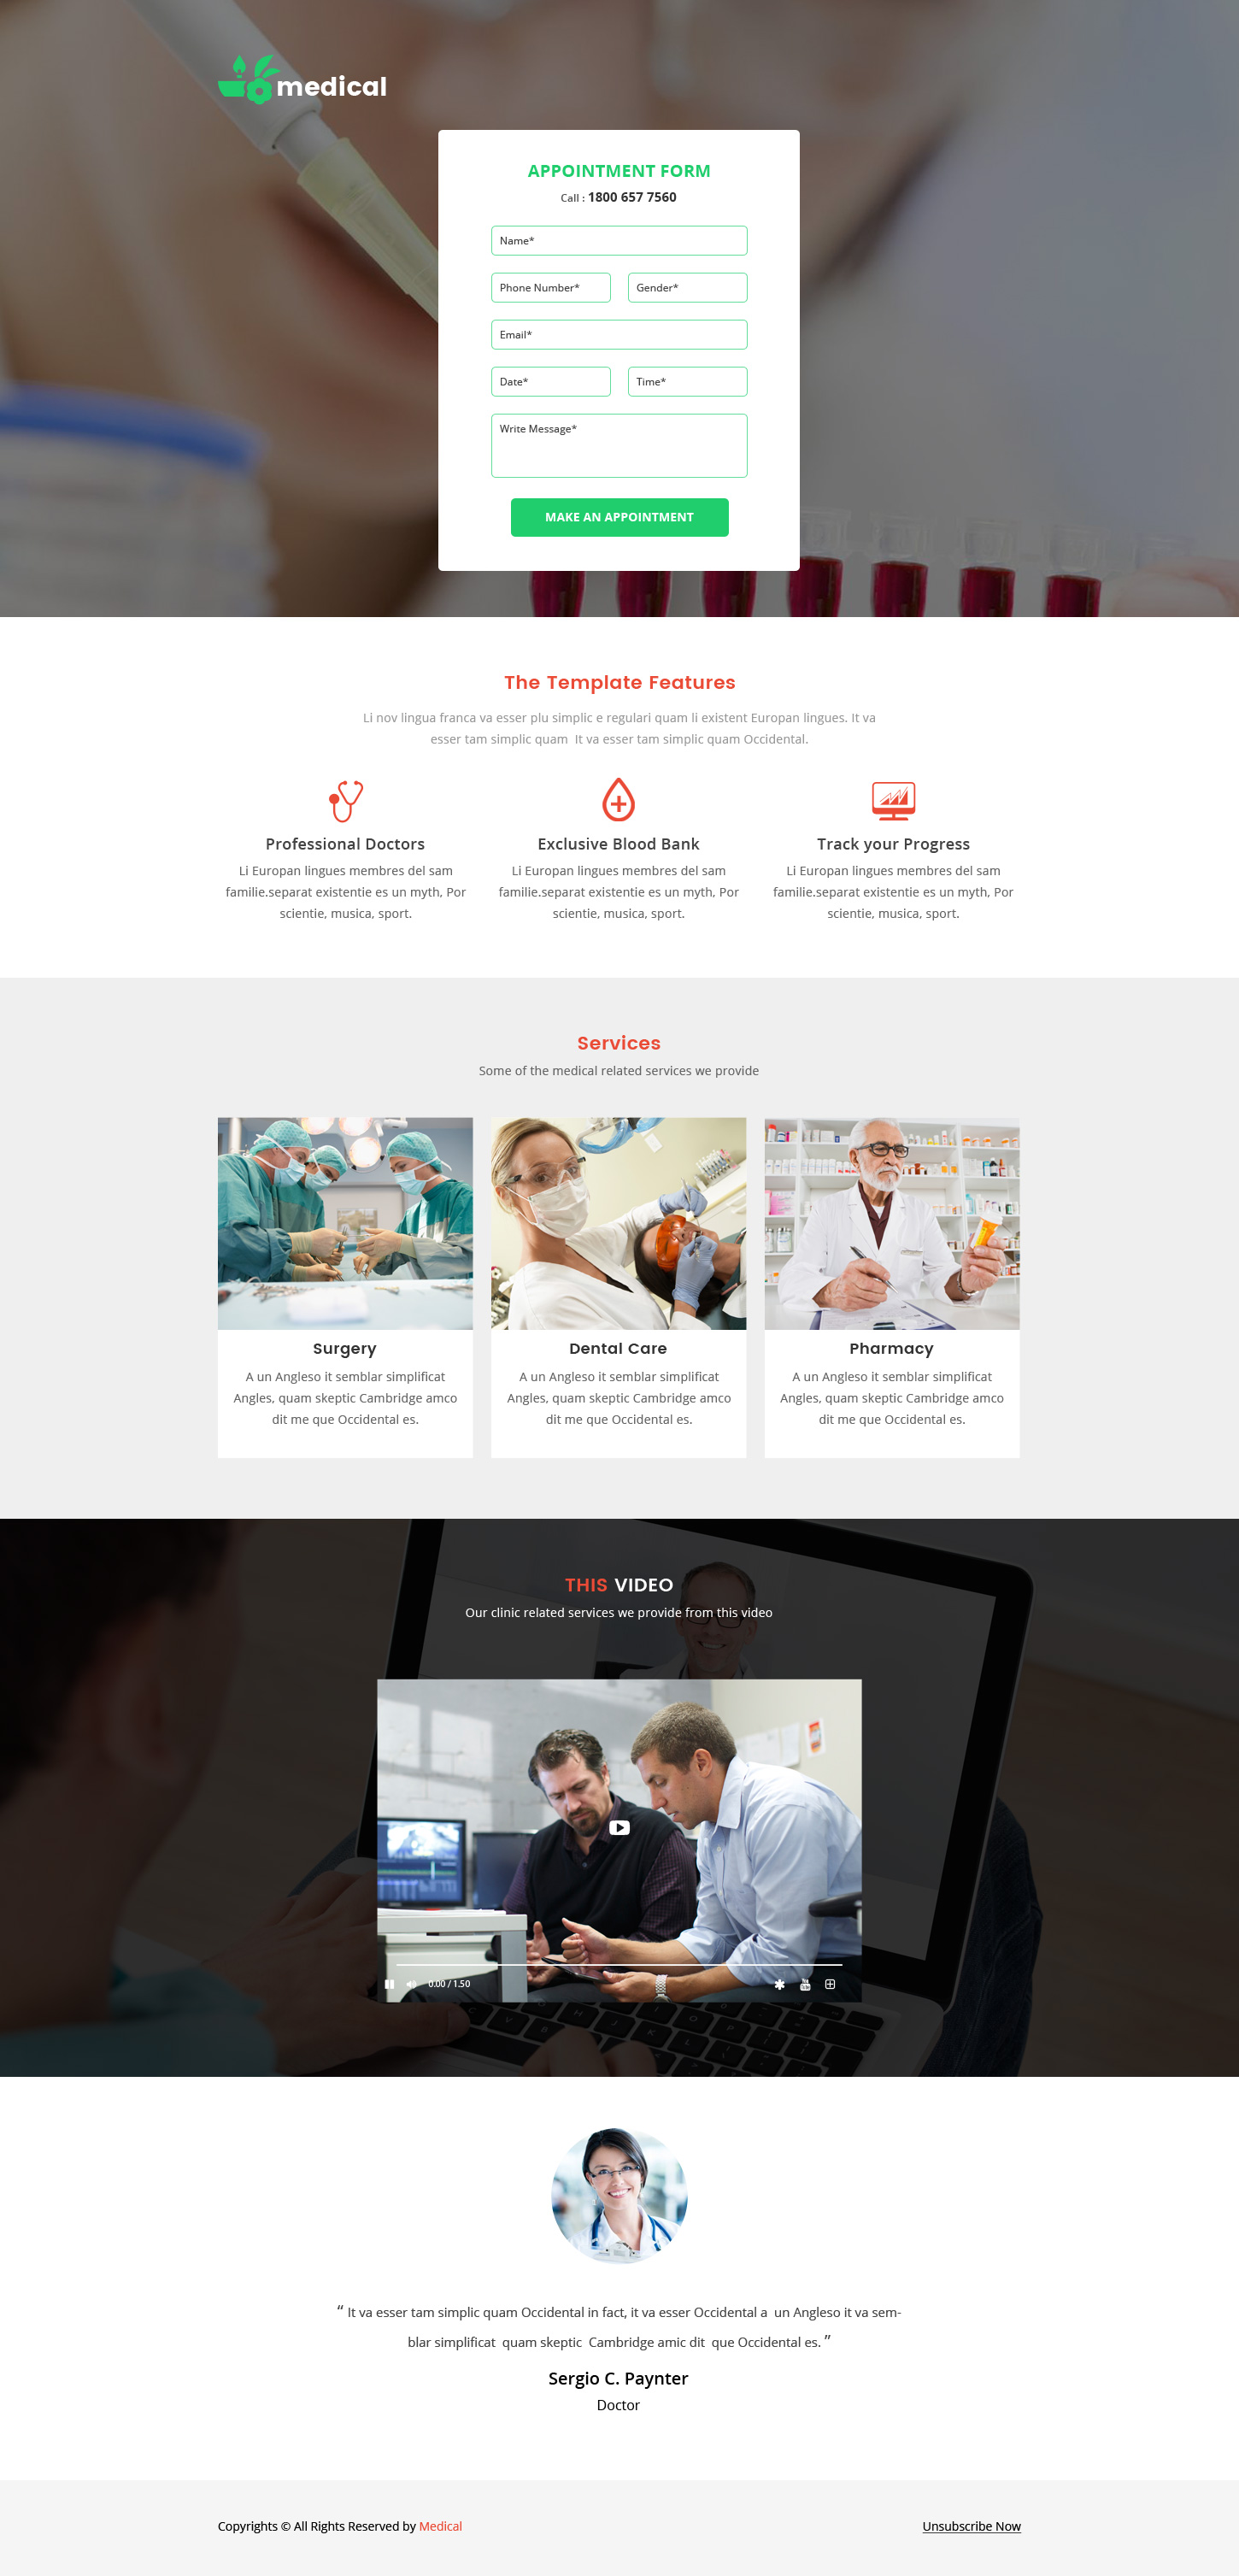 medical
APPOINTMENT FORM
Call : 1800 657 7560
Name*
Phone Number* Gender*
Email*
Date* Time*
Write Message*
MAKE AN APPOINTMENT
The Template Features
Li nov lingua franca va esser plu simplic e regulari quam li existent Europan lingues. It va
esser tam simplic quam  It va esser tam simplic quam Occidental.
Professional Doctors
Li Europan lingues membres del sam
familie.separat existentie es un myth, Por
scientie, musica, sport.
Exclusive Blood Bank
Li Europan lingues membres del sam
familie.separat existentie es un myth, Por
scientie, musica, sport.
Track your Progress
Li Europan lingues membres del sam
familie.separat existentie es un myth, Por
scientie, musica, sport.
Services
Some of the medical related services we provide
Surgery
A un Angleso it semblar simplificat
Angles, quam skeptic Cambridge amco
dit me que Occidental es.
Dental Care
A un Angleso it semblar simplificat
Angles, quam skeptic Cambridge amco
dit me que Occidental es.
Pharmacy
A un Angleso it semblar simplificat
Angles, quam skeptic Cambridge amco
dit me que Occidental es.
THIS VIDEO
Our clinic related services we provide from this video
0.00 / 1.50
“ It va esser tam simplic quam Occidental in fact, it va esser Occidental a  un Angleso it va sem-
blar simplificat  quam skeptic  Cambridge amic dit  que Occidental es. ”
Sergio C. Paynter
Doctor
Copyrights © All Rights Reserved by Medical
Unsubscribe Now